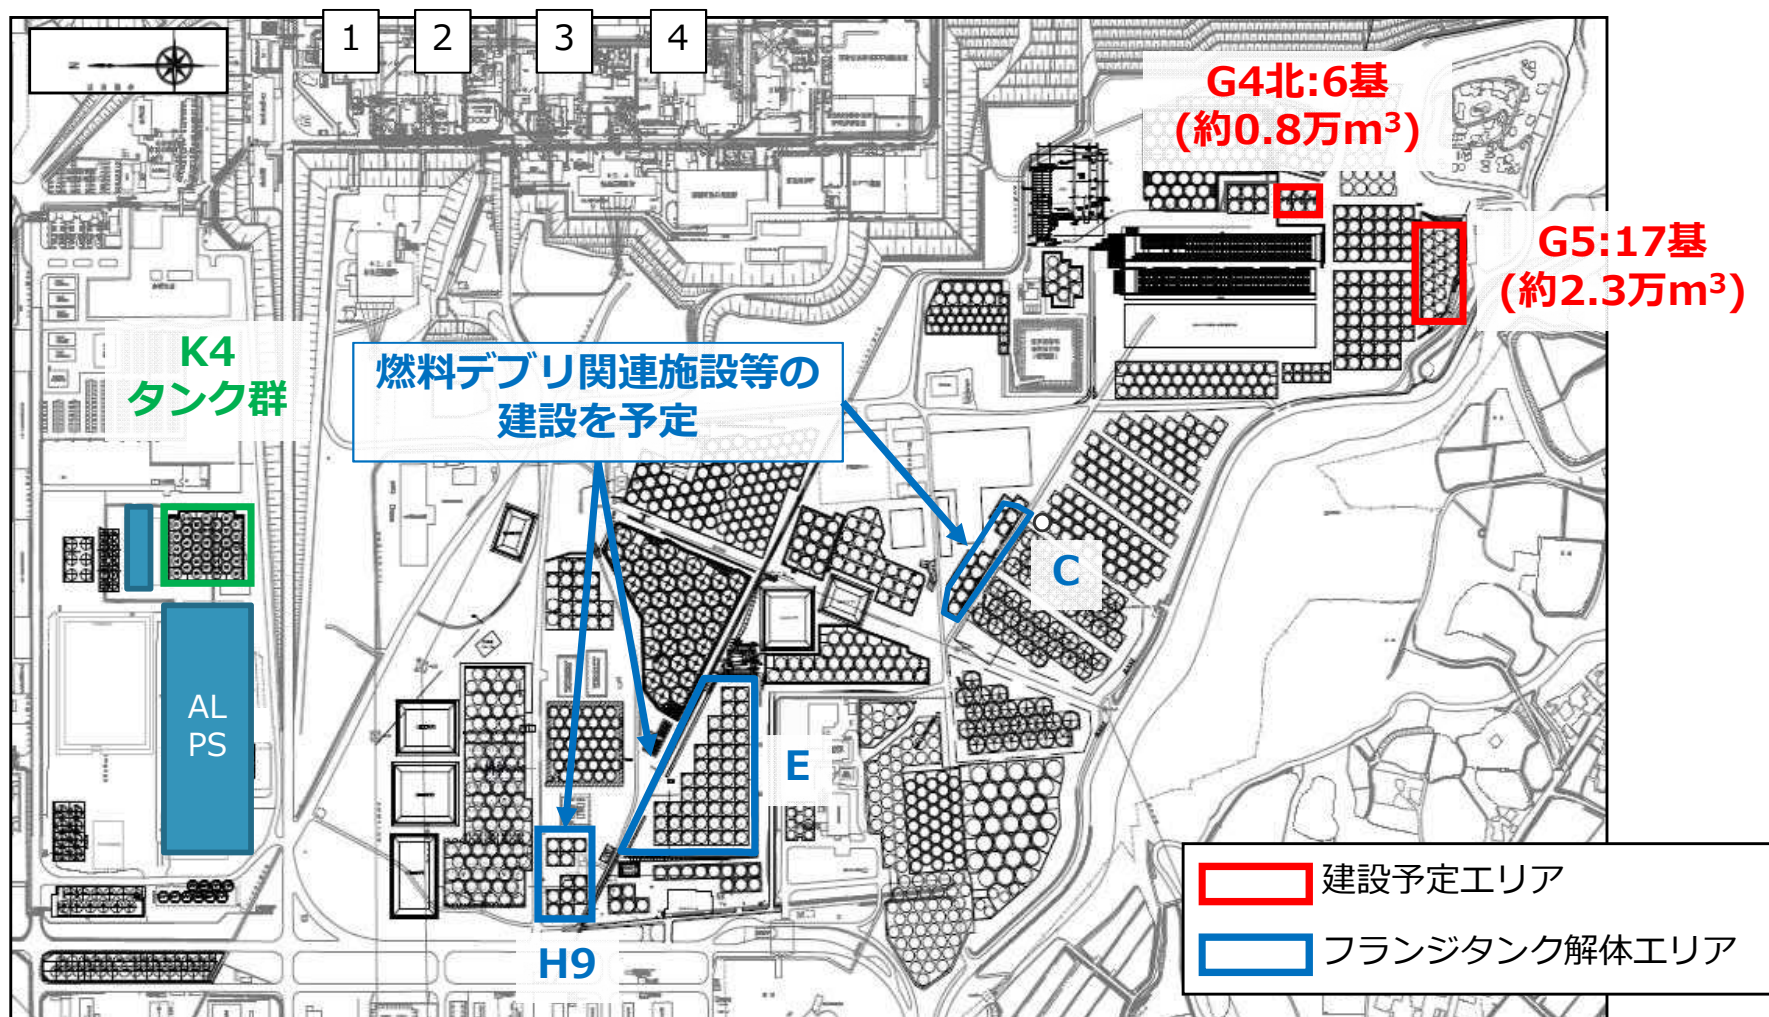 1
2
3
4
N
G4北:6基
(約0.8万m³)
G5:17基
(約2.3万m³)
K4
タンク群
燃料デブリ関連施設等の
建設を予定
C
AL
PS
E
H9
建設予定エリア
フランジタンク解体エリア